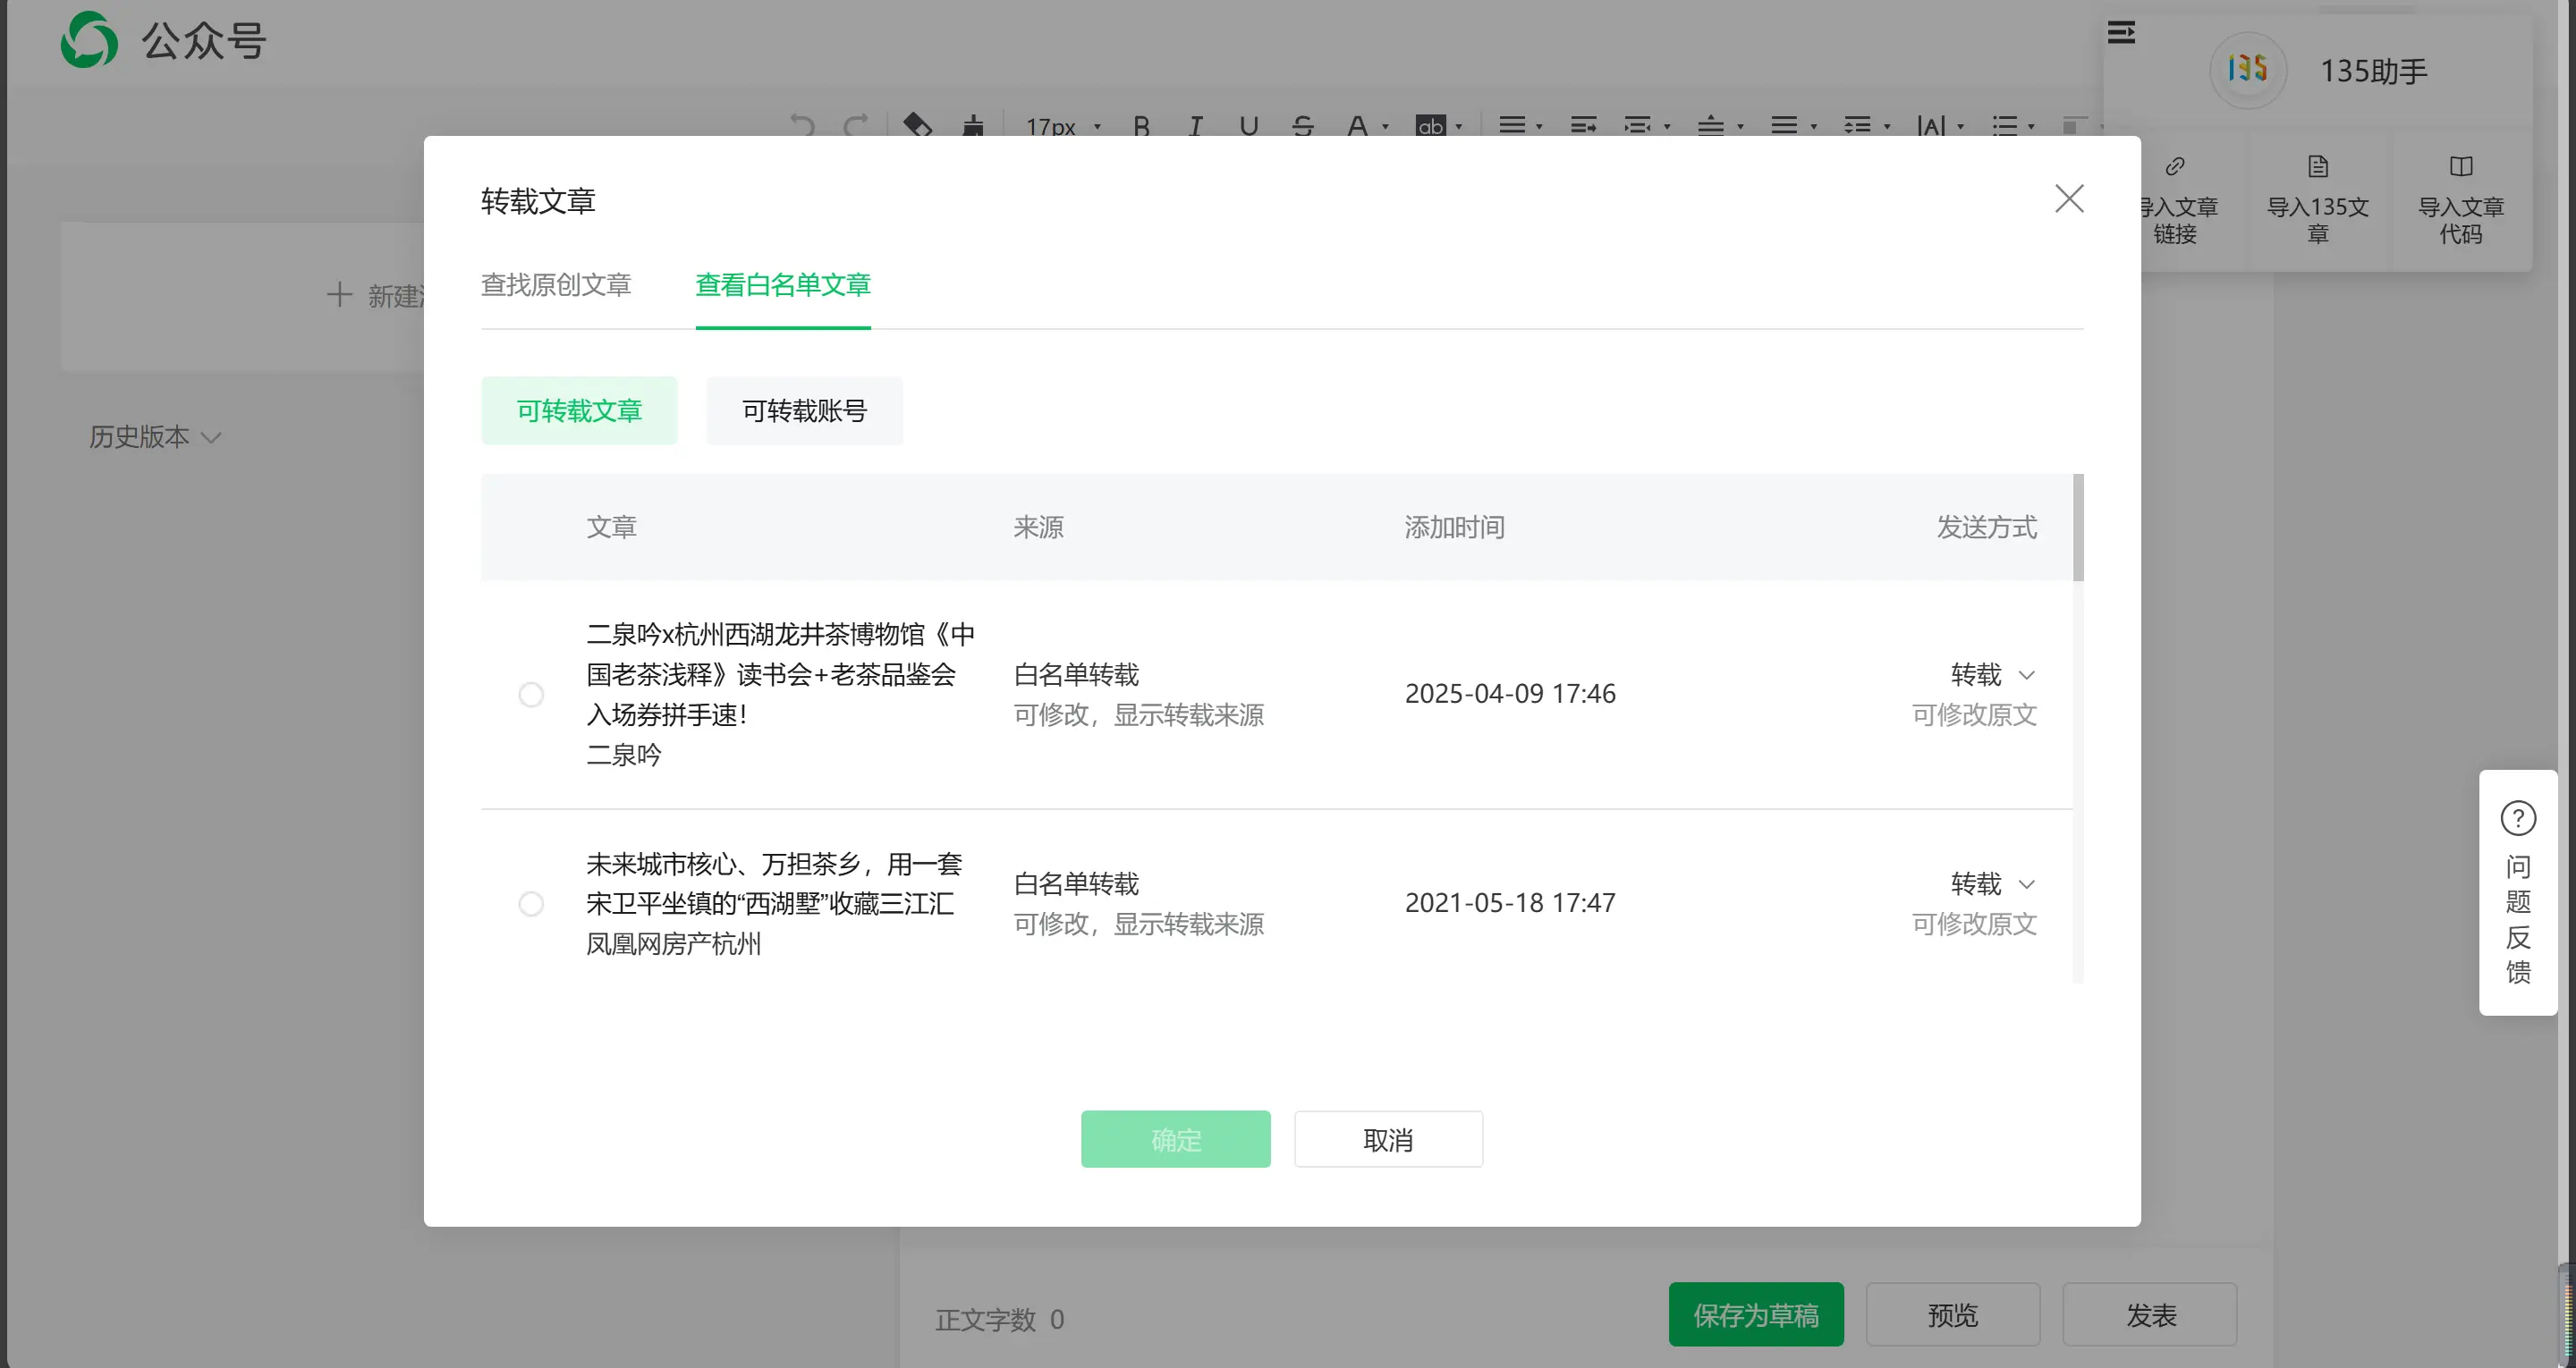 公众号
135
135助手
17px
B I U S A ab |A|
导入文章
链接
导入135文
章
导入文章
代码
新建
历史版本
转载文章
查找原创文章
查看白名单文章
可转载文章
可转载账号
文章 来源 添加时间 发送方式
二泉吟x杭州西湖龙井茶博物馆《中
国老茶浅释》读书会+老茶品鉴会
入场券拼手速！
二泉吟
白名单转载
可修改，显示转载来源
2025-04-09 17:46
转载
可修改原文
未来城市核心、万担茶乡，用一套
宋卫平坐镇的“西湖墅”收藏三江汇
凤凰网房产杭州
白名单转载
可修改，显示转载来源
2021-05-18 17:47
转载
可修改原文
确定
取消
?
问
题
反
馈
正文字数 0
保存为草稿
预览
发表